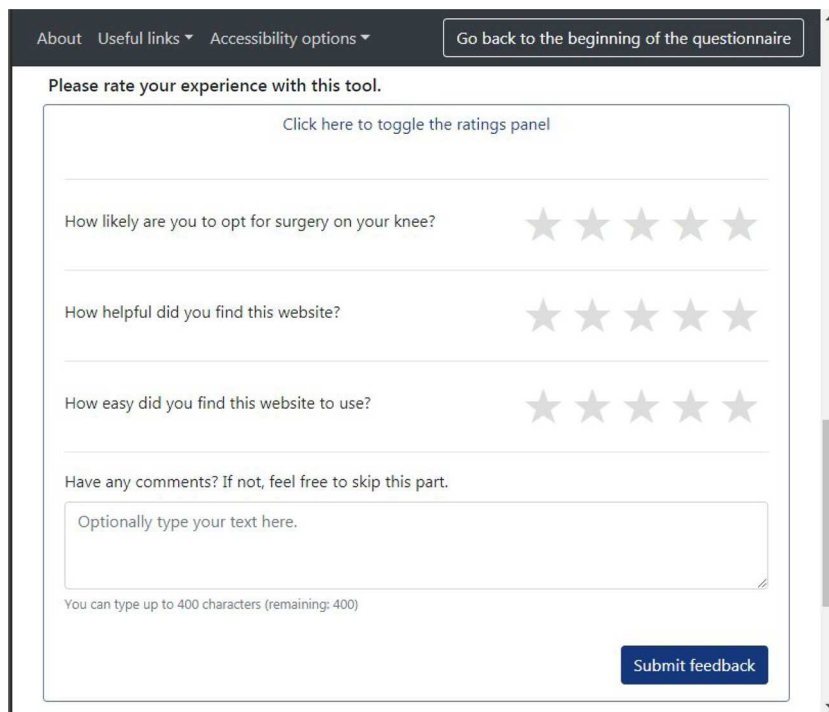 About Useful links Accessibility options Go back to the beginning of the questionnaire
Please rate your experience with this tool.
Click here to toggle the ratings panel
How likely are you to opt for surgery on your knee?
How helpful did you find this website?
How easy did you find this website to use?
Have any comments? If not, feel free to skip this part.
Optionally type your text here.
You can type up to 400 characters (remaining: 400)
Submit feedback